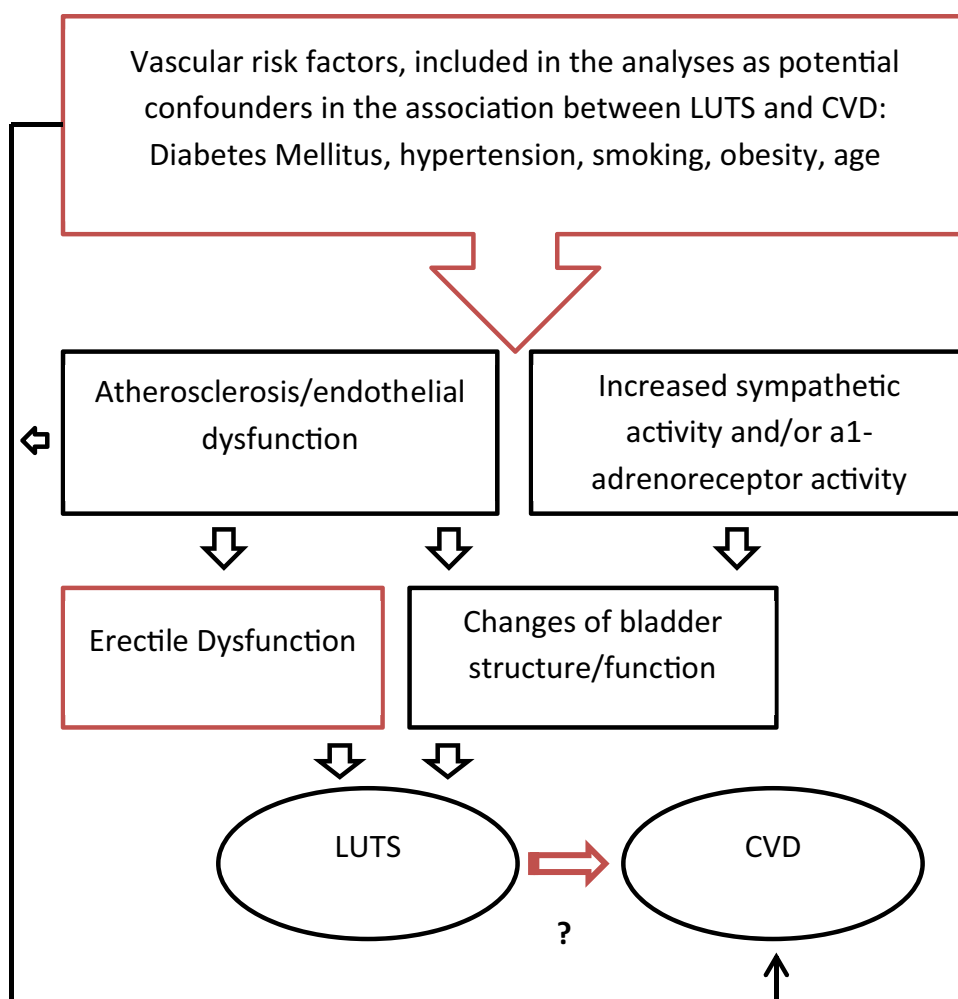 Vascular risk factors, included in the analyses as potential
confounders in the association between LUTS and CVD:
Diabetes Mellitus, hypertension, smoking, obesity, age
Atherosclerosis/endothelial
dysfunction
Increased sympathetic
activity and/or a1-
adrenoreceptor activity
Erectile Dysfunction
Changes of bladder
structure/function
LUTS
CVD
?